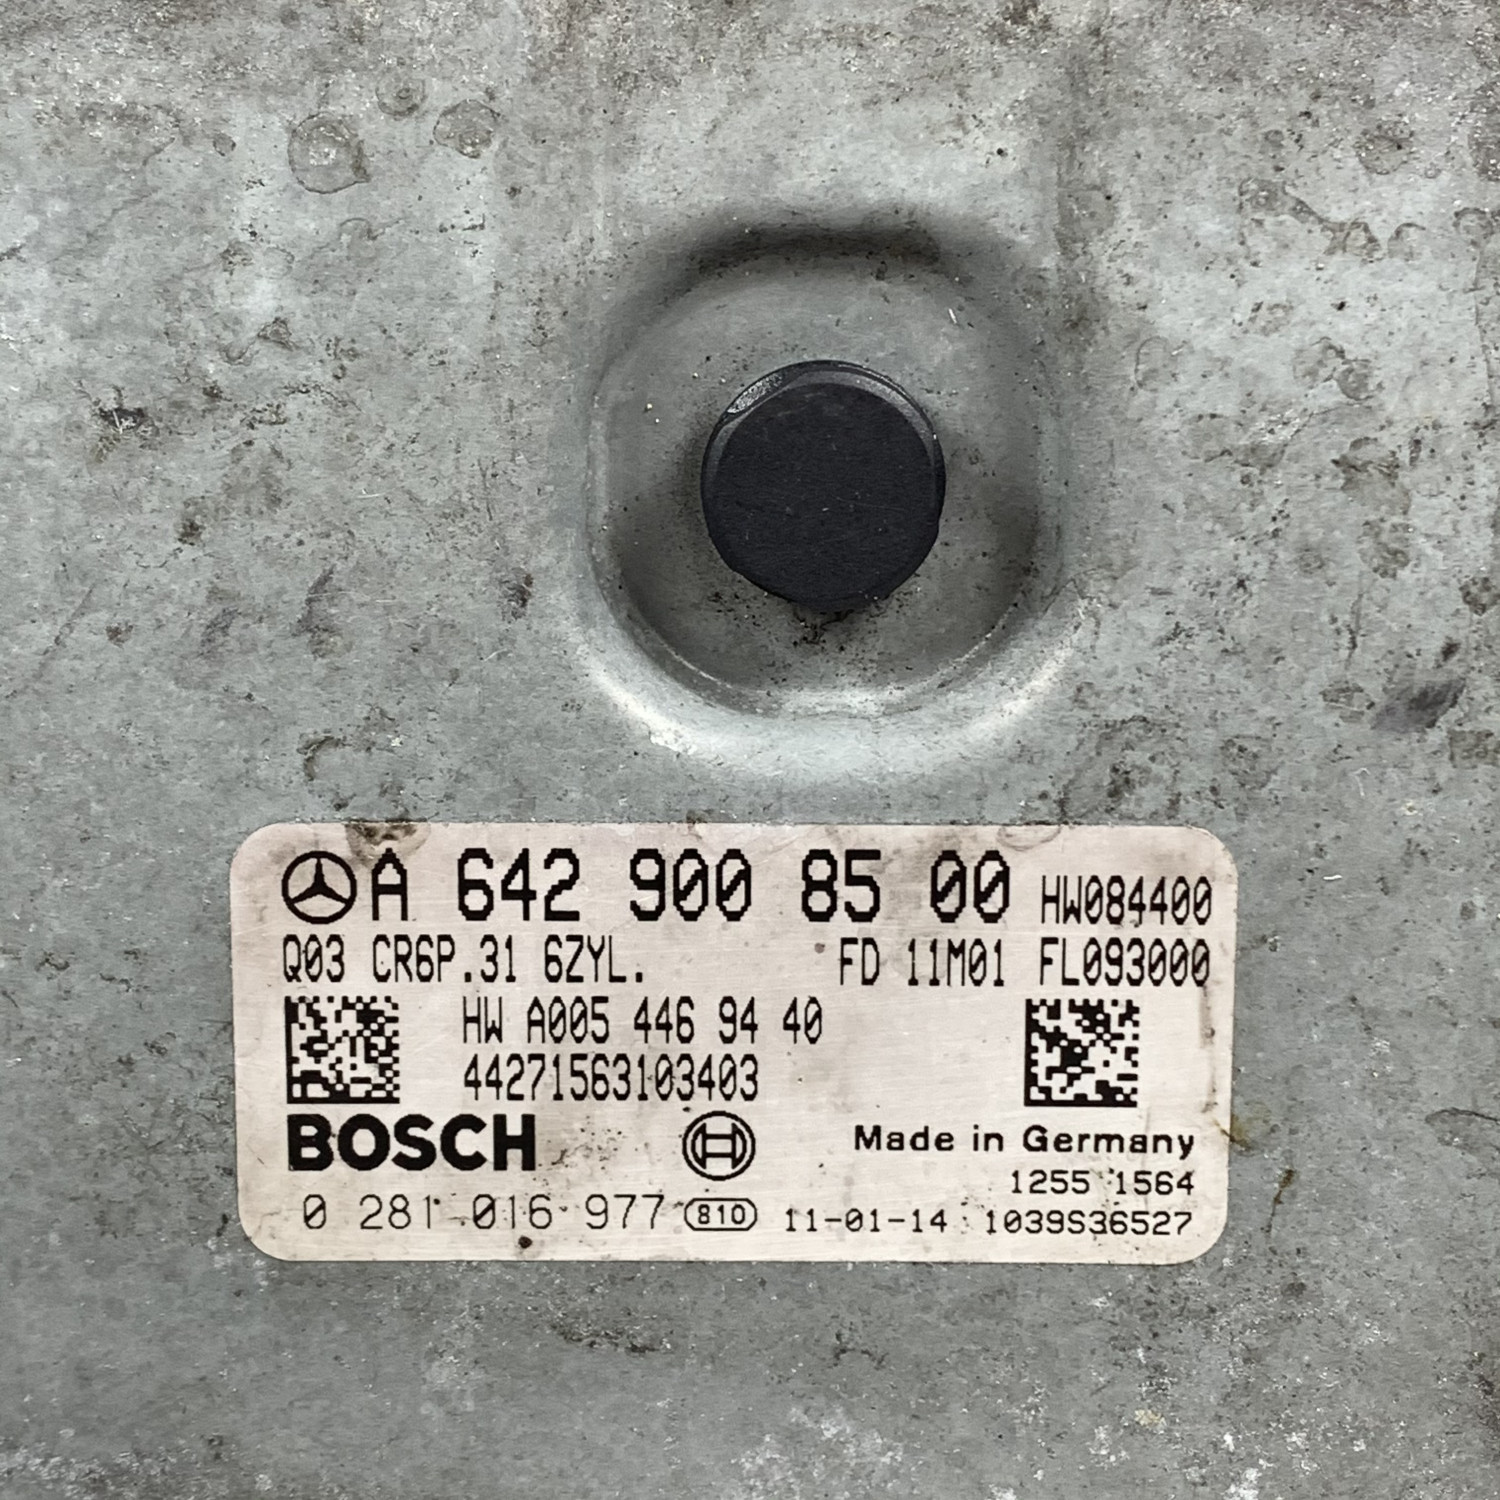 A 642 900 85 00 HW084400
Q03 CR6P.31 6ZYL. FD 11M01 FL093000
HW A005 446 94 40
44271563103403
BOSCH
Made in Germany
1255 1564
0 281 016 977 810 11-01-14 1039S36527